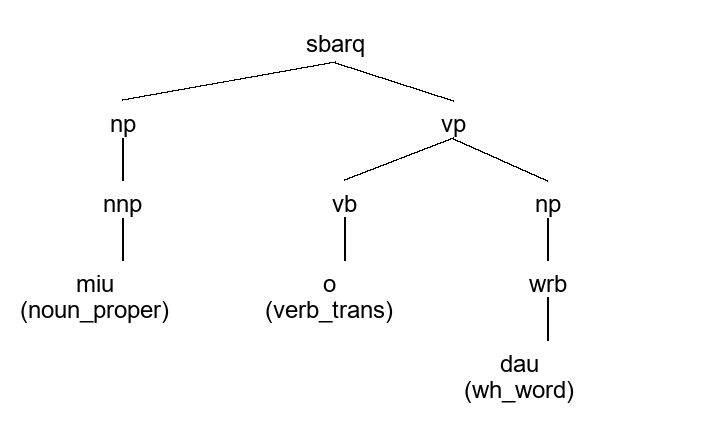 sbarq
np vp
nnp vb np
miu o wrb
(noun_proper) (verb_trans)
dau
(wh_word)